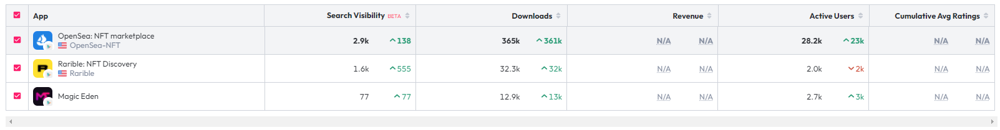 App Search Visibility BETA Downloads Revenue Active Users Cumulative Avg Ratings
OpenSea: NFT marketplace
OpenSea-NFT
2.9k 138 365k 361k N/A N/A 28.2k 23k N/A N/A
Rarible: NFT Discovery
Rarible
1.6k 555 32.3k 32k N/A N/A 2.0k 2k N/A N/A
Magic Eden 77 77 12.9k 13k N/A N/A 2.7k 3k N/A N/A